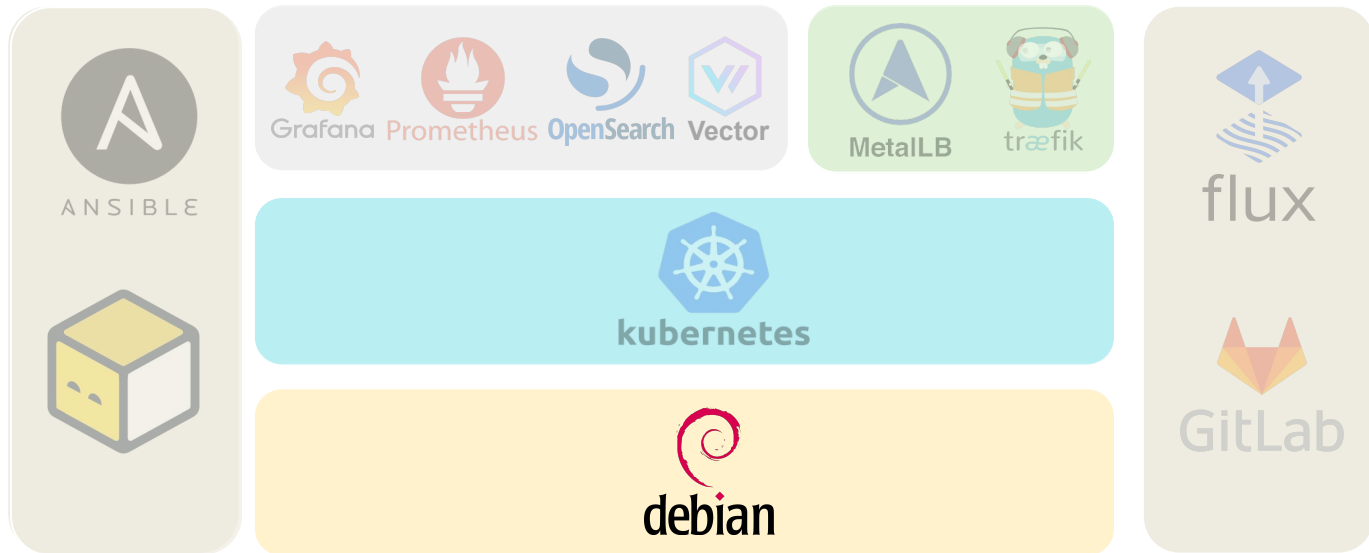 ANSIBLE
Grafana
Prometheus
OpenSearch
Vector
MetalLB
træfik
kubernetes
debian
flux
GitLab